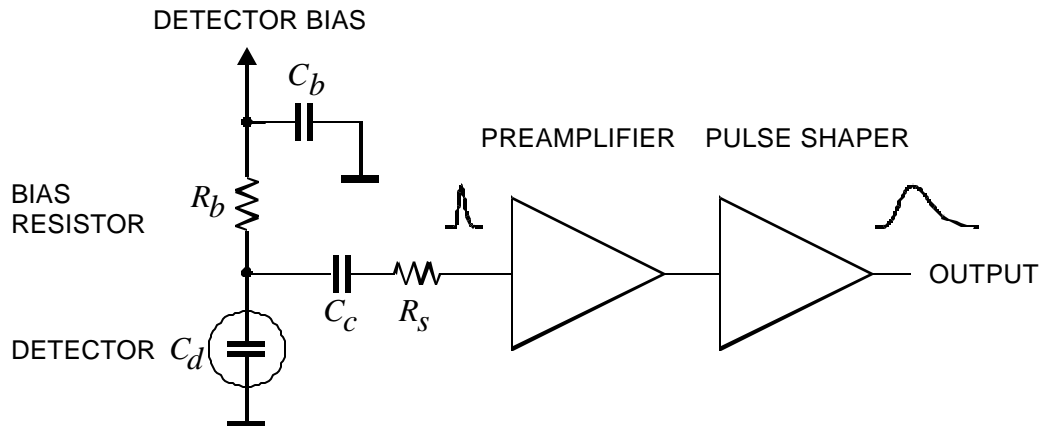 DETECTOR BIAS
C_b
PREAMPLIFIER
PULSE SHAPER
BIAS
RESISTOR
R_b
OUTPUT
C_c
R_s
DETECTOR
C_d